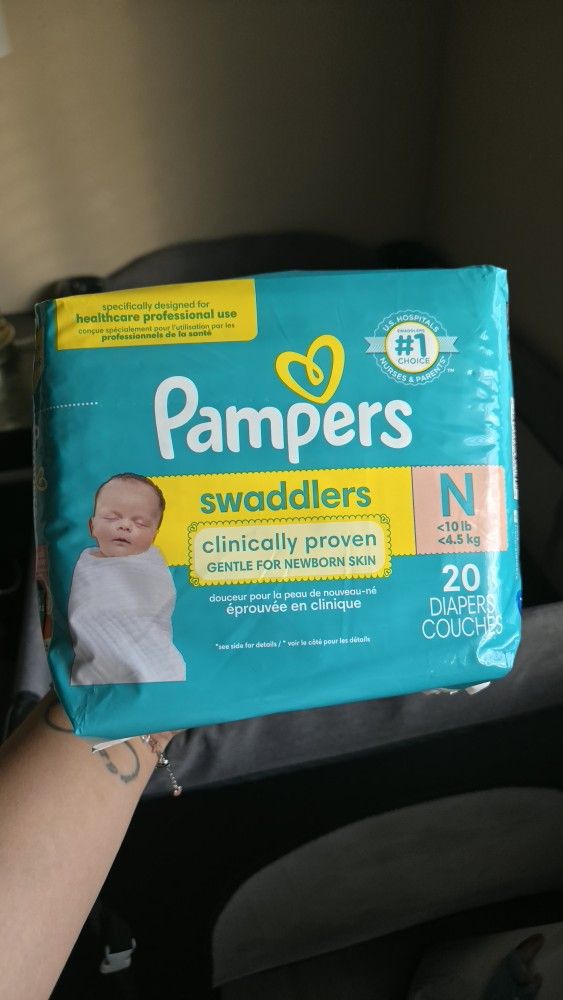 specifically designed for
healthcare professional use
conçue spécialement pour l'utilisation par les
professionnels de la santé
U.S. HOSPITALS
SWADDLERS
#1
CHOICE
NURSES & PARENTS
TM
Pampers
swaddlers
N
<10 lb
<4.5 kg
clinically proven
GENTLE FOR NEWBORN SKIN
20
DIAPERS
COUCHES
douceur pour la peau de nouveau-né
éprouvée en clinique
*see side for details / * voir le côté pour les détails